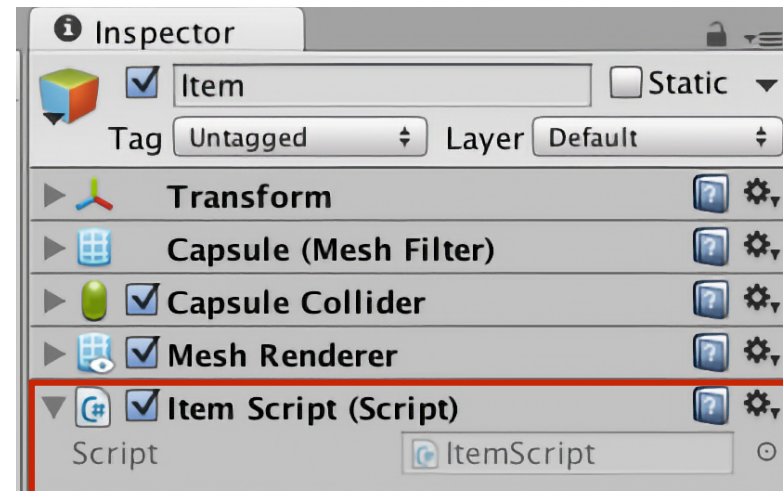 Inspector
Item
Static
Tag Untagged Layer Default
Transform
Capsule (Mesh Filter)
Capsule Collider
Mesh Renderer
C# Item Script (Script)
Script ItemScript